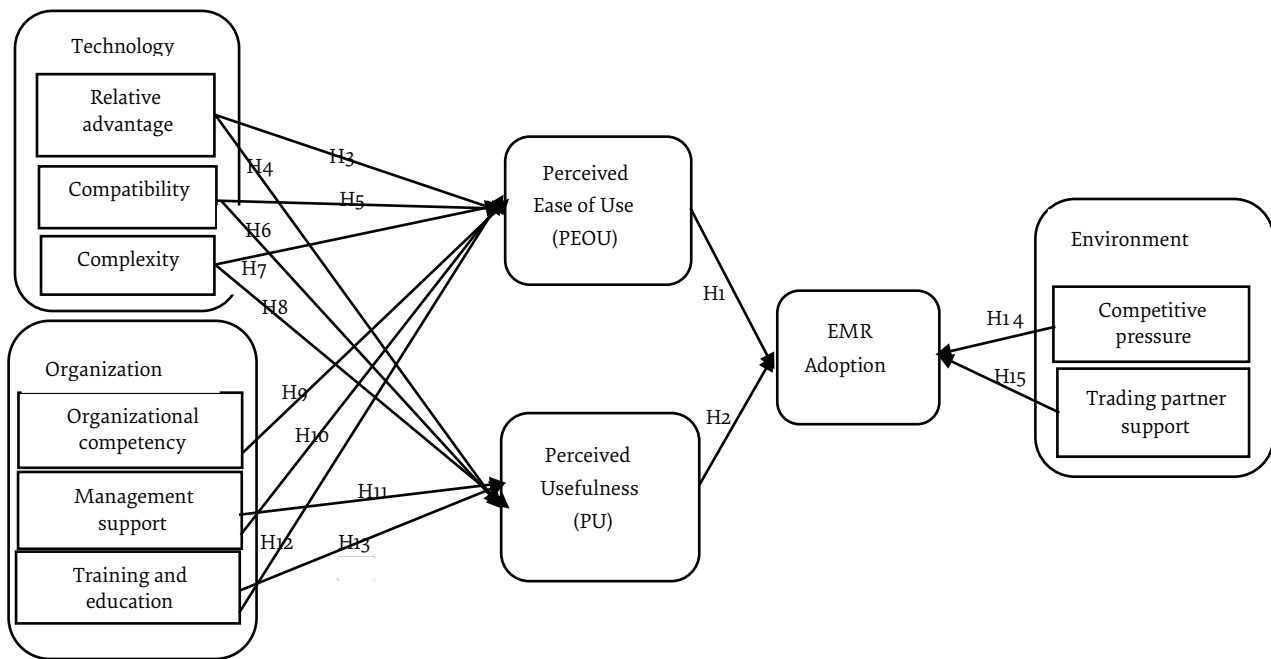 Technology
Relative
advantage
Compatibility
Complexity
Organization
Organizational
competency
Management
support
Training and
education
H3
H4
H5
H6
H7
H8
H9
H10
H11
H12
H13
Perceived
Ease of Use
(PEOU)
Perceived
Usefulness
(PU)
H1
H2
EMR
Adoption
H14
H15
Environment
Competitive
pressure
Trading partner
support